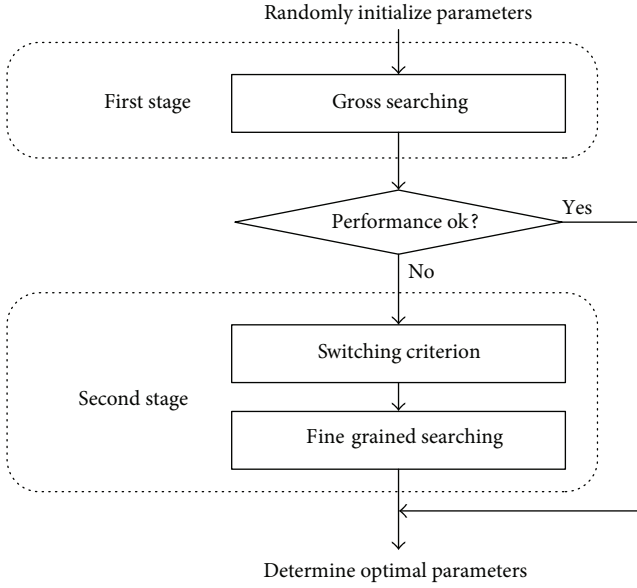 Randomly initialize parameters
First stage
Gross searching
Performance ok?
Yes
No
Switching criterion
Second stage
Fine grained searching
Determine optimal parameters